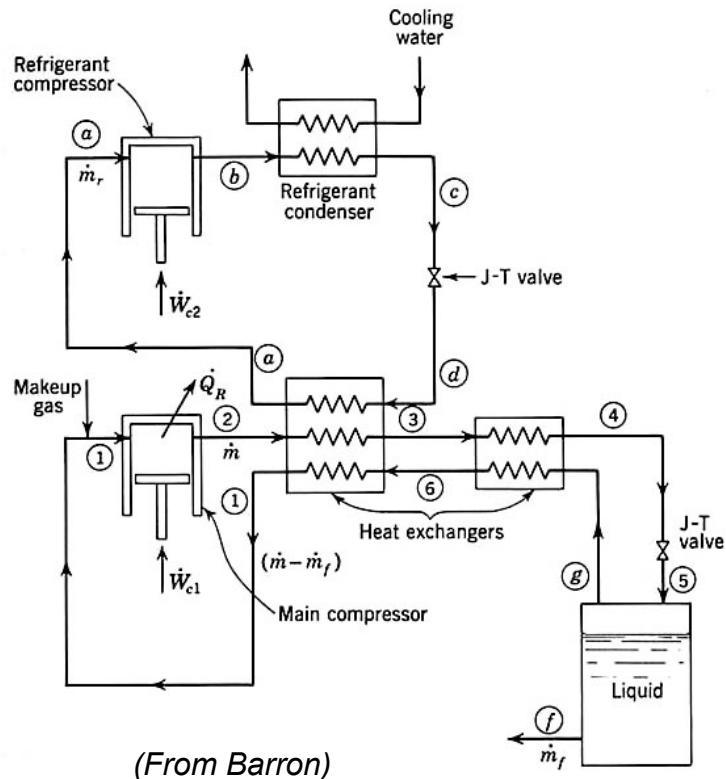 Cooling
water
Refrigerant
compressor
ⓐ
ṁr
ⓑ
Refrigerant
condenser
ⓒ
J-T valve
Ẇc2
ⓐ
ⓓ
Makeup
gas
Q̇R
①
②
ṁ
③
④
①
⑥
Heat exchangers
J-T
valve
(ṁ − ṁf)
ⓖ
⑤
Ẇc1
Main compressor
Liquid
ⓕ
ṁf
(From Barron)